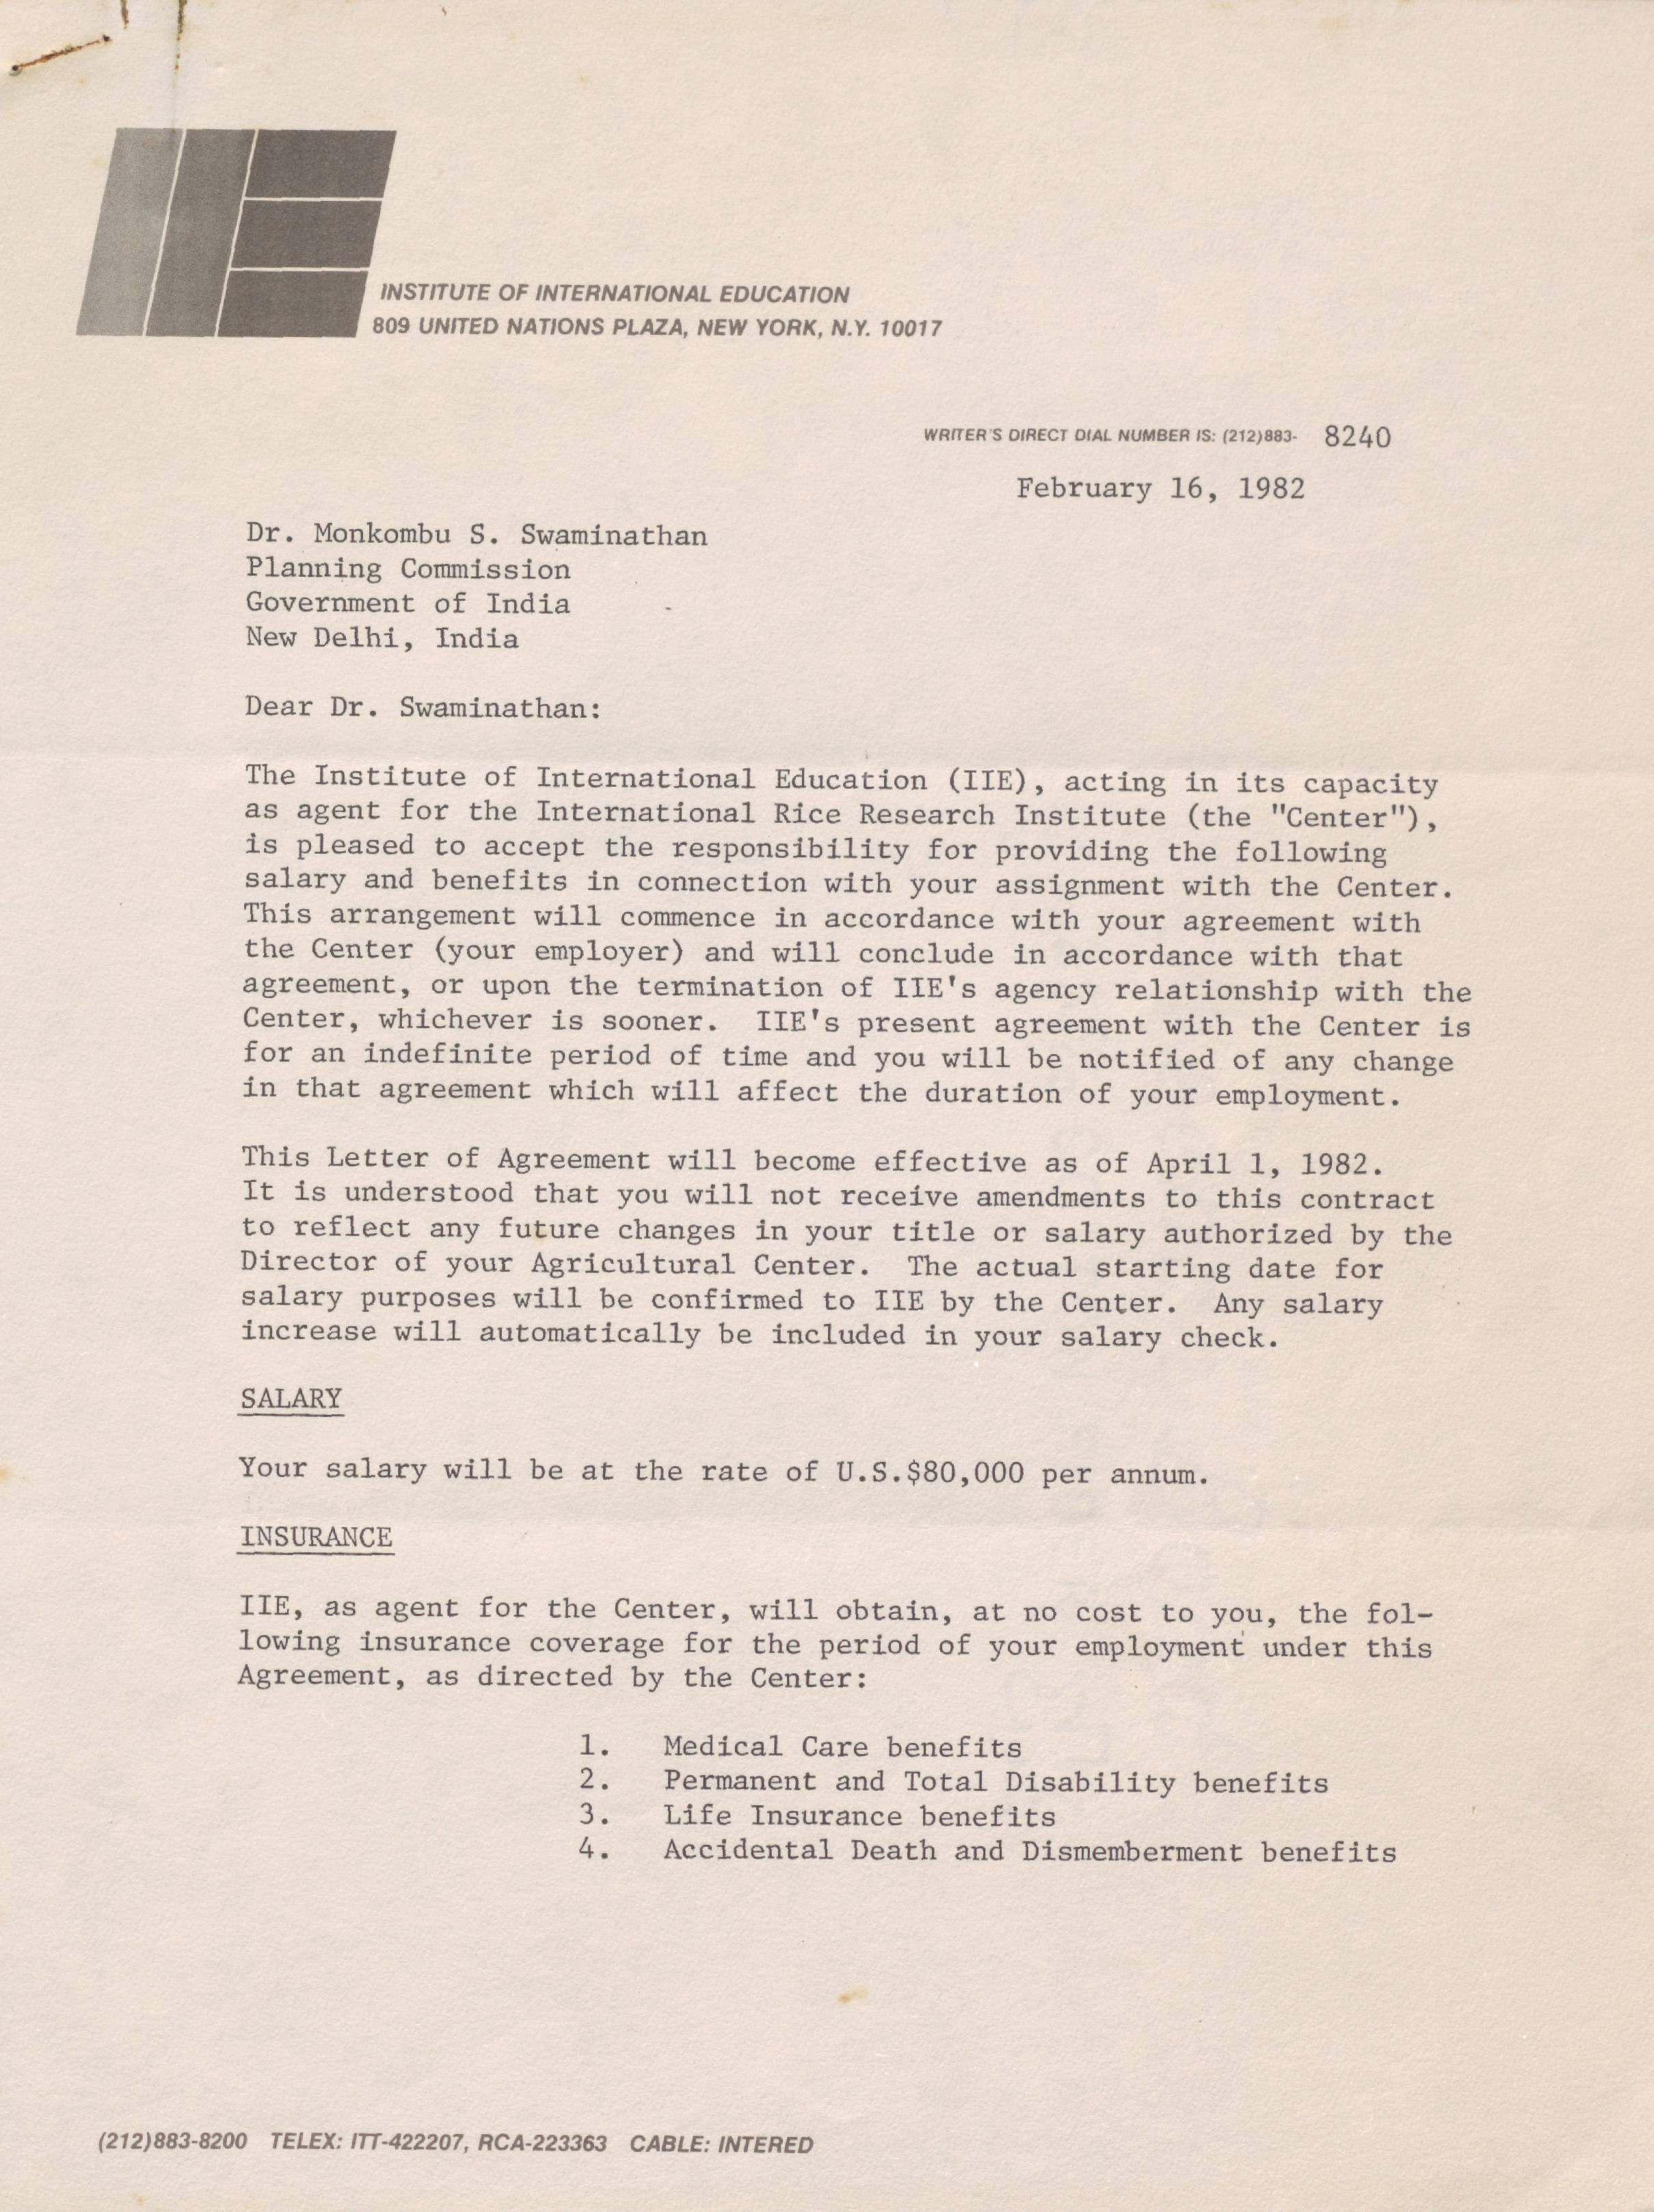 INSTITUTE OF INTERNATIONAL EDUCATION
809 UNITED NATIONS PLAZA, NEW YORK, N.Y. 10017
WRITER'S DIRECT DIAL NUMBER IS: (212)883- 8240
February 16, 1982
Dr. Monkombu S. Swaminathan
Planning Commission
Government of India
New Delhi, India
Dear Dr. Swaminathan:
The Institute of International Education (IIE), acting in its capacity
as agent for the International Rice Research Institute (the "Center"),
is pleased to accept the responsibility for providing the following
salary and benefits in connection with your assignment with the Center.
This arrangement will commence in accordance with your agreement with
the Center (your employer) and will conclude in accordance with that
agreement, or upon the termination of IIE's agency relationship with the
Center, whichever is sooner. IIE's present agreement with the Center is
for an indefinite period of time and you will be notified of any change
in that agreement which will affect the duration of your employment.
This Letter of Agreement will become effective as of April 1, 1982.
It is understood that you will not receive amendments to this contract
to reflect any future changes in your title or salary authorized by the
Director of your Agricultural Center. The actual starting date for
salary purposes will be confirmed to IIE by the Center. Any salary
increase will automatically be included in your salary check.
SALARY
Your salary will be at the rate of U.S.$80,000 per annum.
INSURANCE
IIE, as agent for the Center, will obtain, at no cost to you, the fol-
lowing insurance coverage for the period of your employment under this
Agreement, as directed by the Center:
1. Medical Care benefits
2. Permanent and Total Disability benefits
3. Life Insurance benefits
4. Accidental Death and Dismemberment benefits
(212)883-8200 TELEX: ITT-422207, RCA-223363 CABLE: INTERED